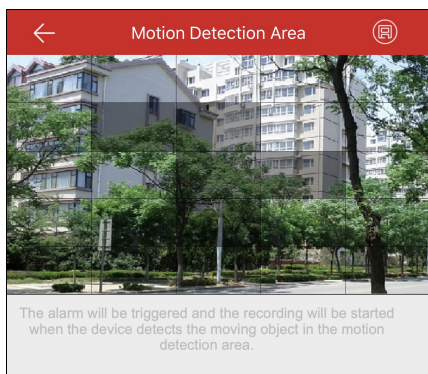 Motion Detection Area
The alarm will be triggered and the recording will be started
when the device detects the moving object in the motion
detection area.